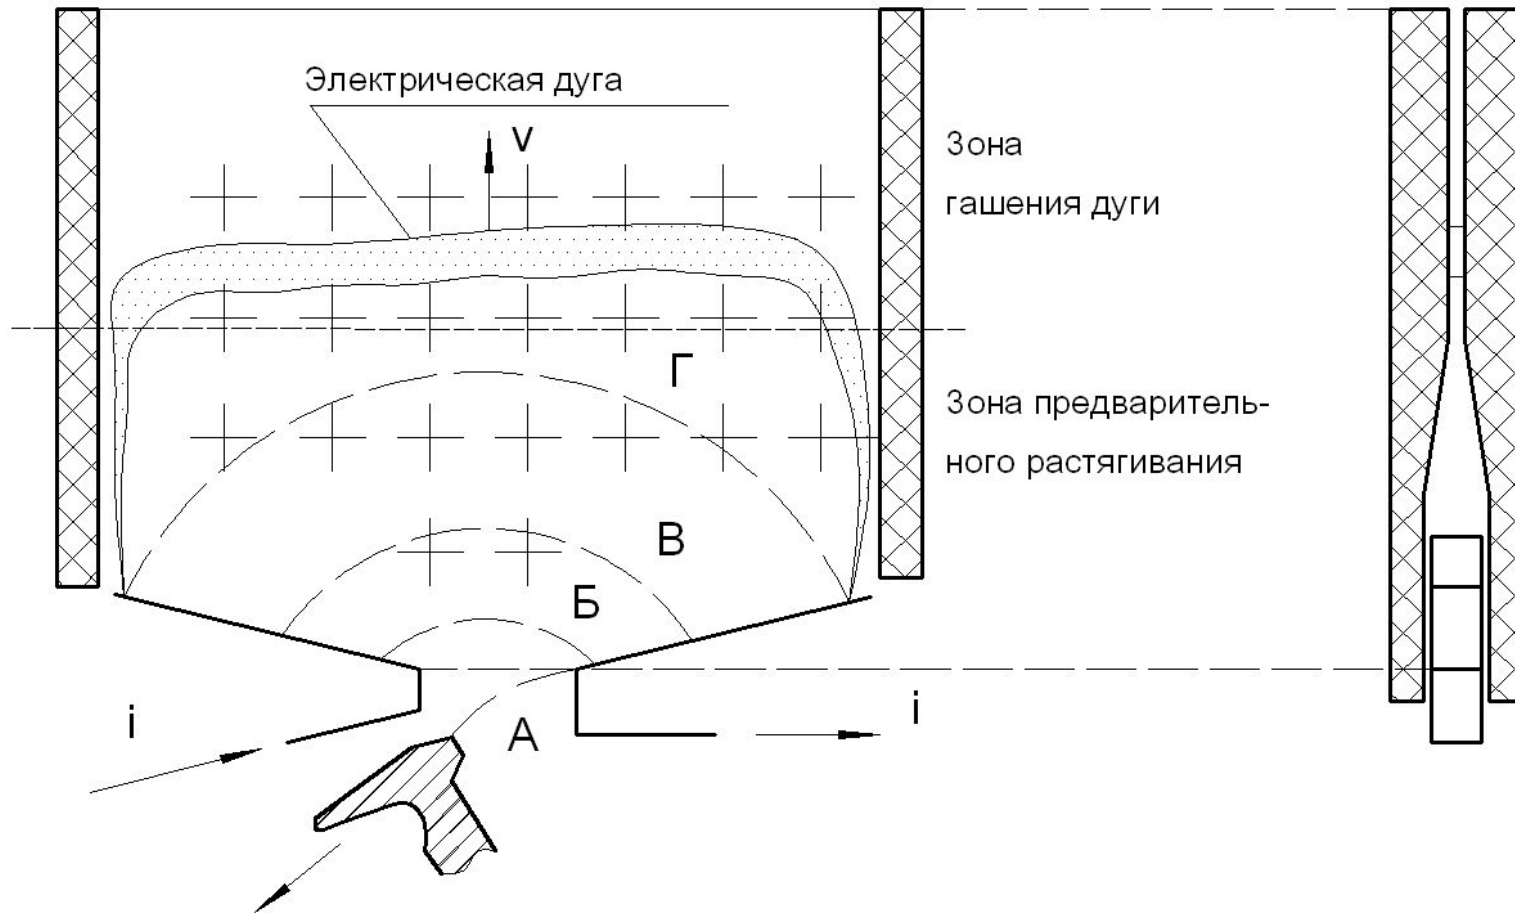 Электрическая дуга
v
Зона
гашения дуги
Г
Зона предваритель-
ного растягивания
В
Б
i
А
i